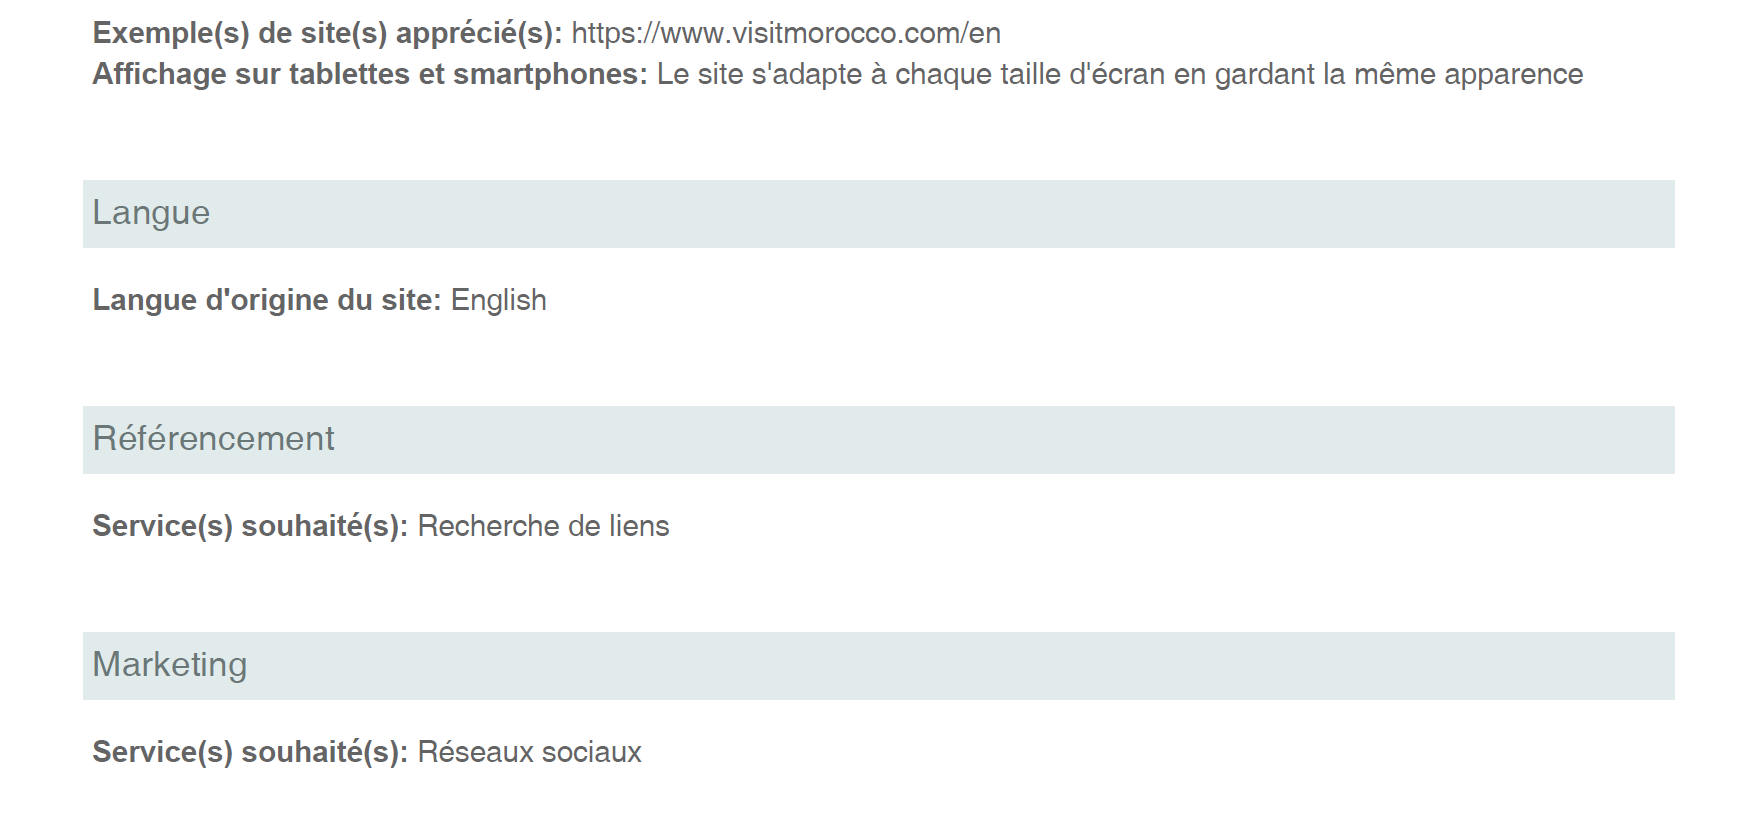 Exemple(s) de site(s) apprécié(s): https://www.visitmorocco.com/en
Affichage sur tablettes et smartphones: Le site s'adapte à chaque taille d'écran en gardant la même apparence
Langue
Langue d'origine du site: English
Référencement
Service(s) souhaité(s): Recherche de liens
Marketing
Service(s) souhaité(s): Réseaux sociaux